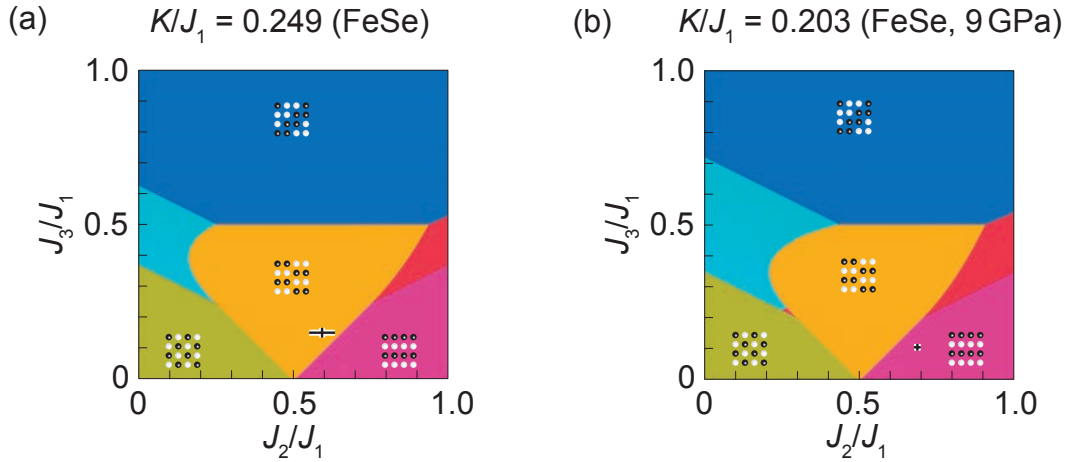 (a) K/J₁ = 0.249 (FeSe)
1.0
0.5
0
J₃/J₁
0 0.5 1.0
J₂/J₁
(b) K/J₁ = 0.203 (FeSe, 9 GPa)
1.0
0.5
0
J₃/J₁
0 0.5 1.0
J₂/J₁